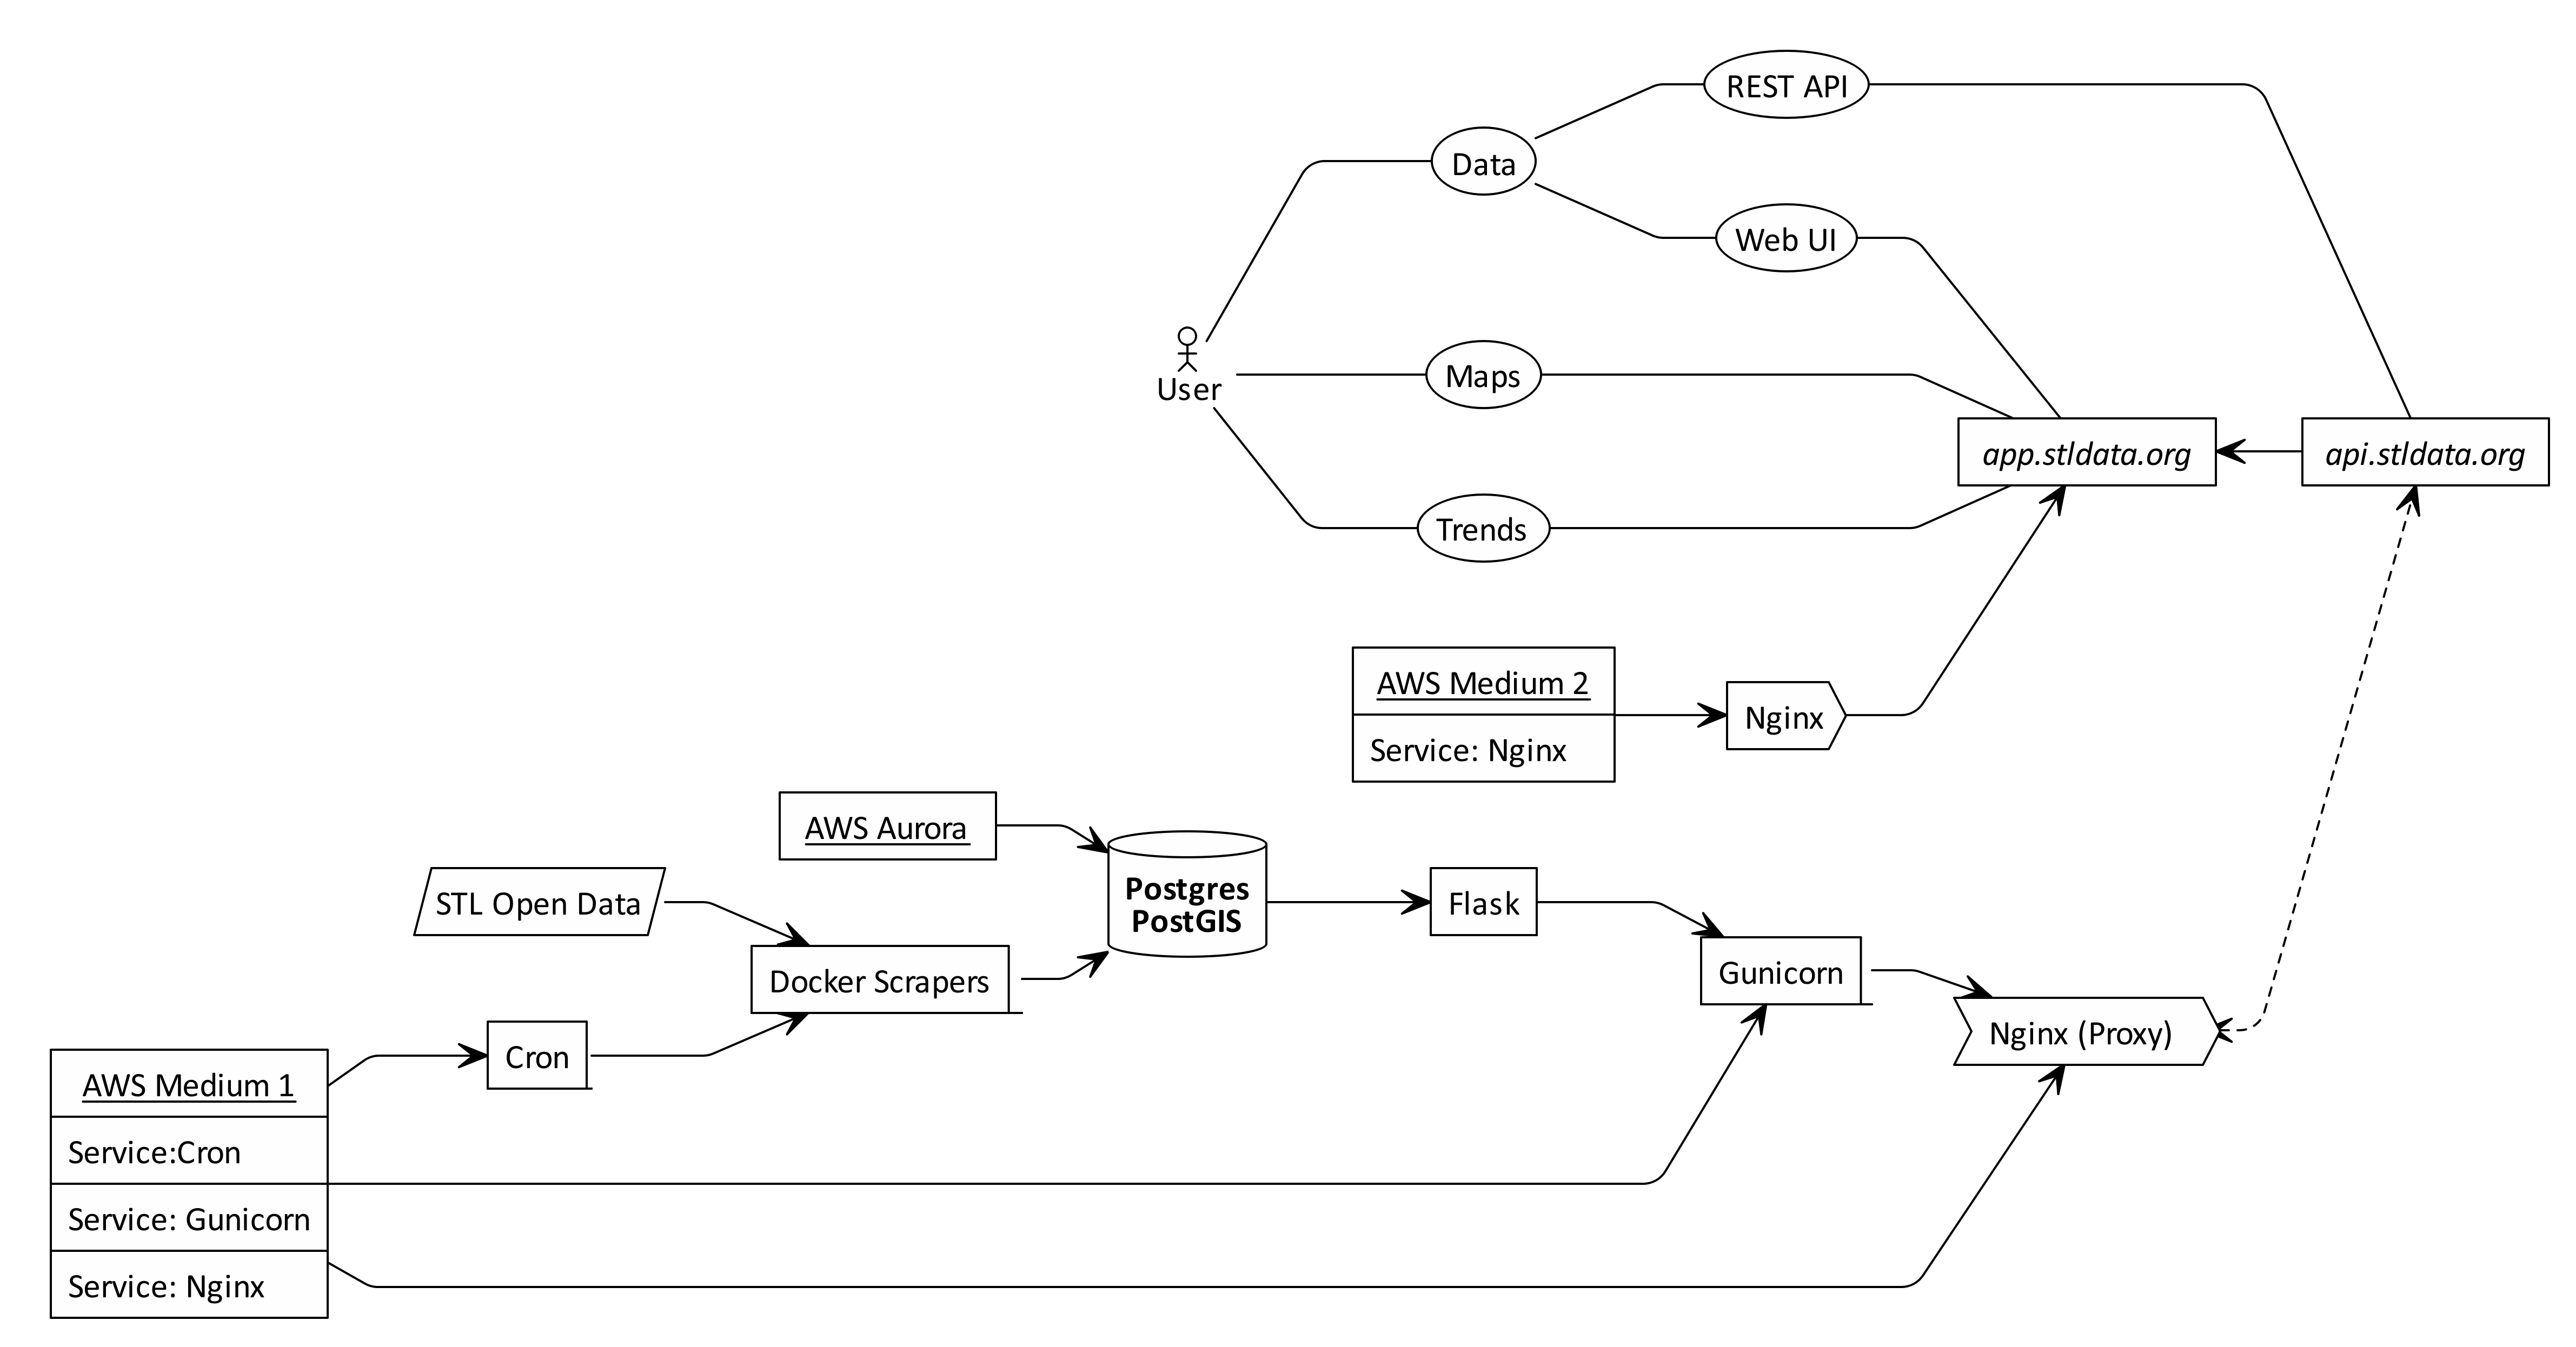 REST API
Data
Web UI
User
Maps
app.stldata.org
api.stldata.org
Trends
AWS Medium 2
Service: Nginx
Nginx
AWS Aurora
STL Open Data
Postgres
PostGIS
Flask
Docker Scrapers
Gunicorn
Nginx (Proxy)
Cron
AWS Medium 1
Service:Cron
Service: Gunicorn
Service: Nginx